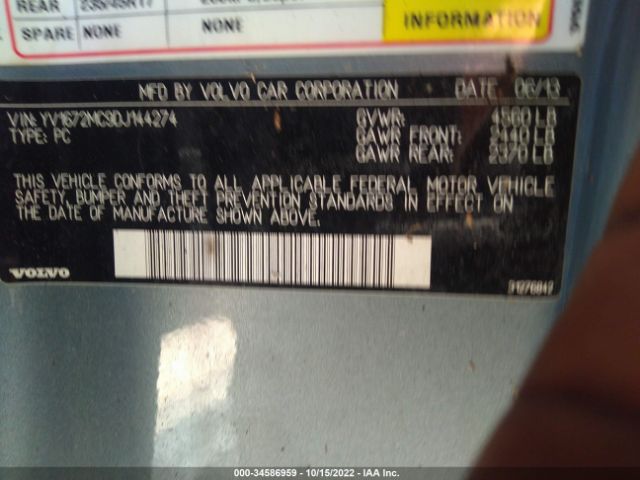 REAR 235/45R17
SPARE NONE NONE
INFORMATION
MFD BY VOLVO CAR CORPORATION DATE 06/13
VIN: YV1672MC9DJ144274 GVWR: 4560 LB
TYPE: PC GAWR FRONT: 2440 LB
GAWR REAR: 2370 LB
THIS VEHICLE CONFORMS TO ALL APPLICABLE FEDERAL MOTOR VEHICLE
SAFETY, BUMPER AND THEFT PREVENTION STANDARDS IN EFFECT ON
THE DATE OF MANUFACTURE SHOWN ABOVE.
VOLVO
000-34586959 - 10/15/2022 - IAA Inc.